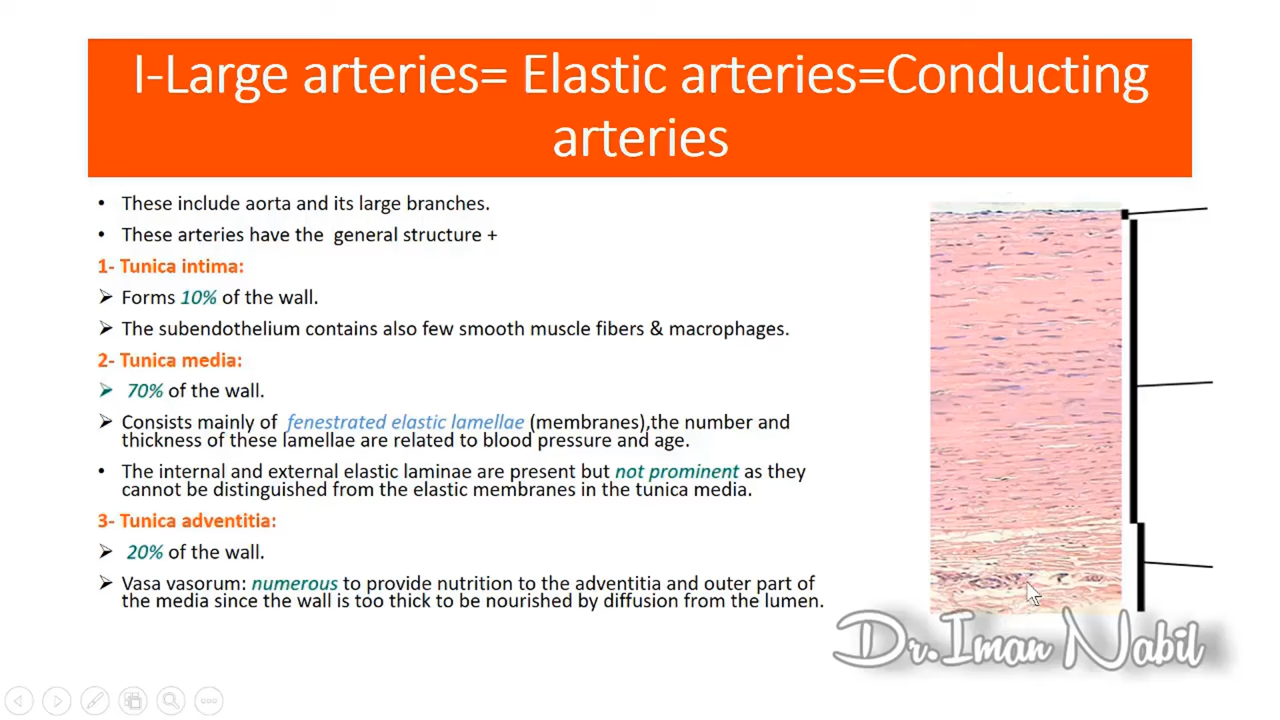 I-Large arteries= Elastic arteries=Conducting
arteries
• These include aorta and its large branches.
• These arteries have the general structure +
1- Tunica intima:
➢ Forms 10% of the wall.
➢ The subendothelium contains also few smooth muscle fibers & macrophages.
2- Tunica media:
➢ 70% of the wall.
➢ Consists mainly of fenestrated elastic lamellae (membranes),the number and
thickness of these lamellae are related to blood pressure and age.
• The internal and external elastic laminae are present but not prominent as they
cannot be distinguished from the elastic membranes in the tunica media.
3- Tunica adventitia:
➢ 20% of the wall.
➢ Vasa vasorum: numerous to provide nutrition to the adventitia and outer part of
the media since the wall is too thick to be nourished by diffusion from the lumen.
Dr.Iman Nabil